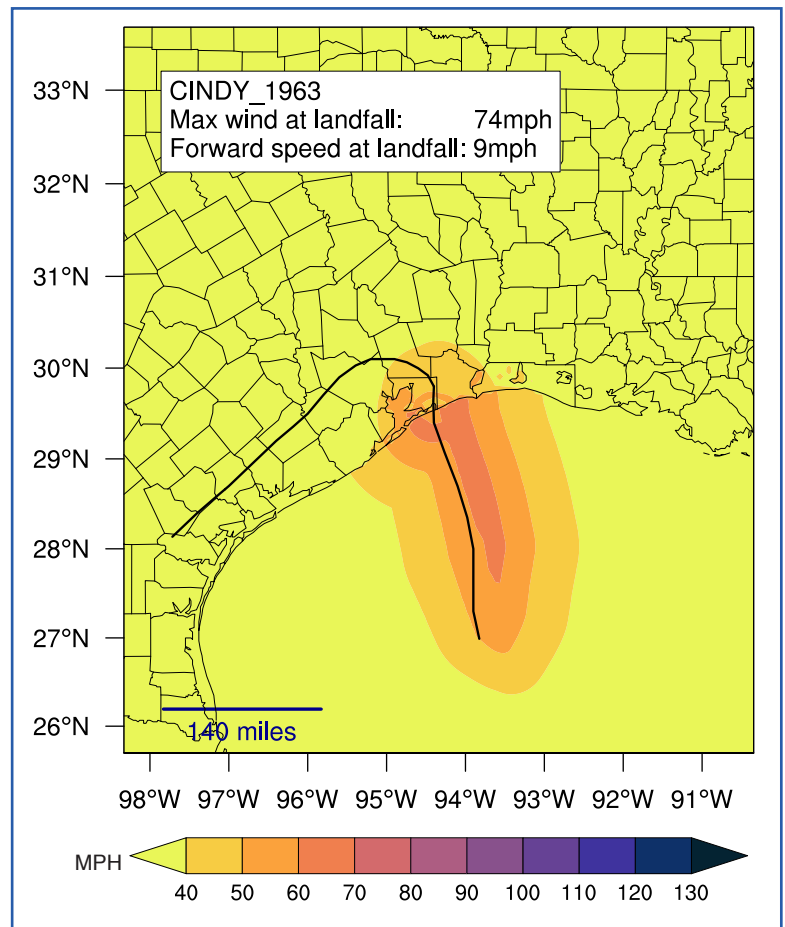 CINDY_1963
Max wind at landfall: 74mph
Forward speed at landfall: 9mph
33°N
32°N
31°N
30°N
29°N
28°N
27°N
26°N
140 miles
98°W 97°W 96°W 95°W 94°W 93°W 92°W 91°W
MPH
40 50 60 70 80 90 100 110 120 130